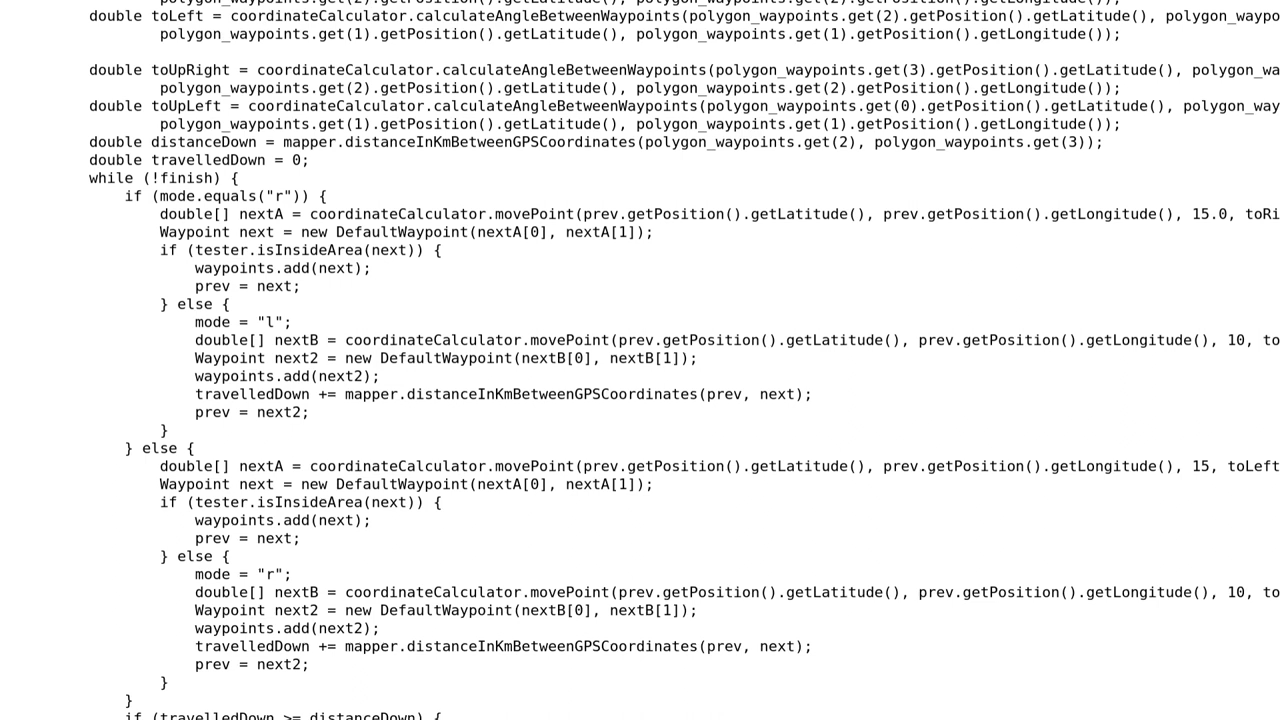 double toLeft = coordinateCalculator.calculateAngleBetweenWaypoints(polygon_waypoints.get(2).getPosition().getLatitude(), polygon_waypo
polygon_waypoints.get(1).getPosition().getLatitude(), polygon_waypoints.get(1).getPosition().getLongitude());
double toUpRight = coordinateCalculator.calculateAngleBetweenWaypoints(polygon_waypoints.get(3).getPosition().getLatitude(), polygon_wa
polygon_waypoints.get(2).getPosition().getLatitude(), polygon_waypoints.get(2).getPosition().getLongitude());
double toUpLeft = coordinateCalculator.calculateAngleBetweenWaypoints(polygon_waypoints.get(0).getPosition().getLatitude(), polygon_way
polygon_waypoints.get(1).getPosition().getLatitude(), polygon_waypoints.get(1).getPosition().getLongitude());
double distanceDown = mapper.distanceInKmBetweenGPSCoordinates(polygon_waypoints.get(2), polygon_waypoints.get(3));
double travelledDown = 0;
while (!finish) {
if (mode.equals("r")) {
double[] nextA = coordinateCalculator.movePoint(prev.getPosition().getLatitude(), prev.getPosition().getLongitude(), 15.0, toRi
Waypoint next = new DefaultWaypoint(nextA[0], nextA[1]);
if (tester.isInsideArea(next)) {
waypoints.add(next);
prev = next;
} else {
mode = "l";
double[] nextB = coordinateCalculator.movePoint(prev.getPosition().getLatitude(), prev.getPosition().getLongitude(), 10, to
Waypoint next2 = new DefaultWaypoint(nextB[0], nextB[1]);
waypoints.add(next2);
travelledDown += mapper.distanceInKmBetweenGPSCoordinates(prev, next);
prev = next2;
}
} else {
double[] nextA = coordinateCalculator.movePoint(prev.getPosition().getLatitude(), prev.getPosition().getLongitude(), 15, toLeft
Waypoint next = new DefaultWaypoint(nextA[0], nextA[1]);
if (tester.isInsideArea(next)) {
waypoints.add(next);
prev = next;
} else {
mode = "r";
double[] nextB = coordinateCalculator.movePoint(prev.getPosition().getLatitude(), prev.getPosition().getLongitude(), 10, to
Waypoint next2 = new DefaultWaypoint(nextB[0], nextB[1]);
waypoints.add(next2);
travelledDown += mapper.distanceInKmBetweenGPSCoordinates(prev, next);
prev = next2;
}
}
if (travelledDown >= distanceDown) {